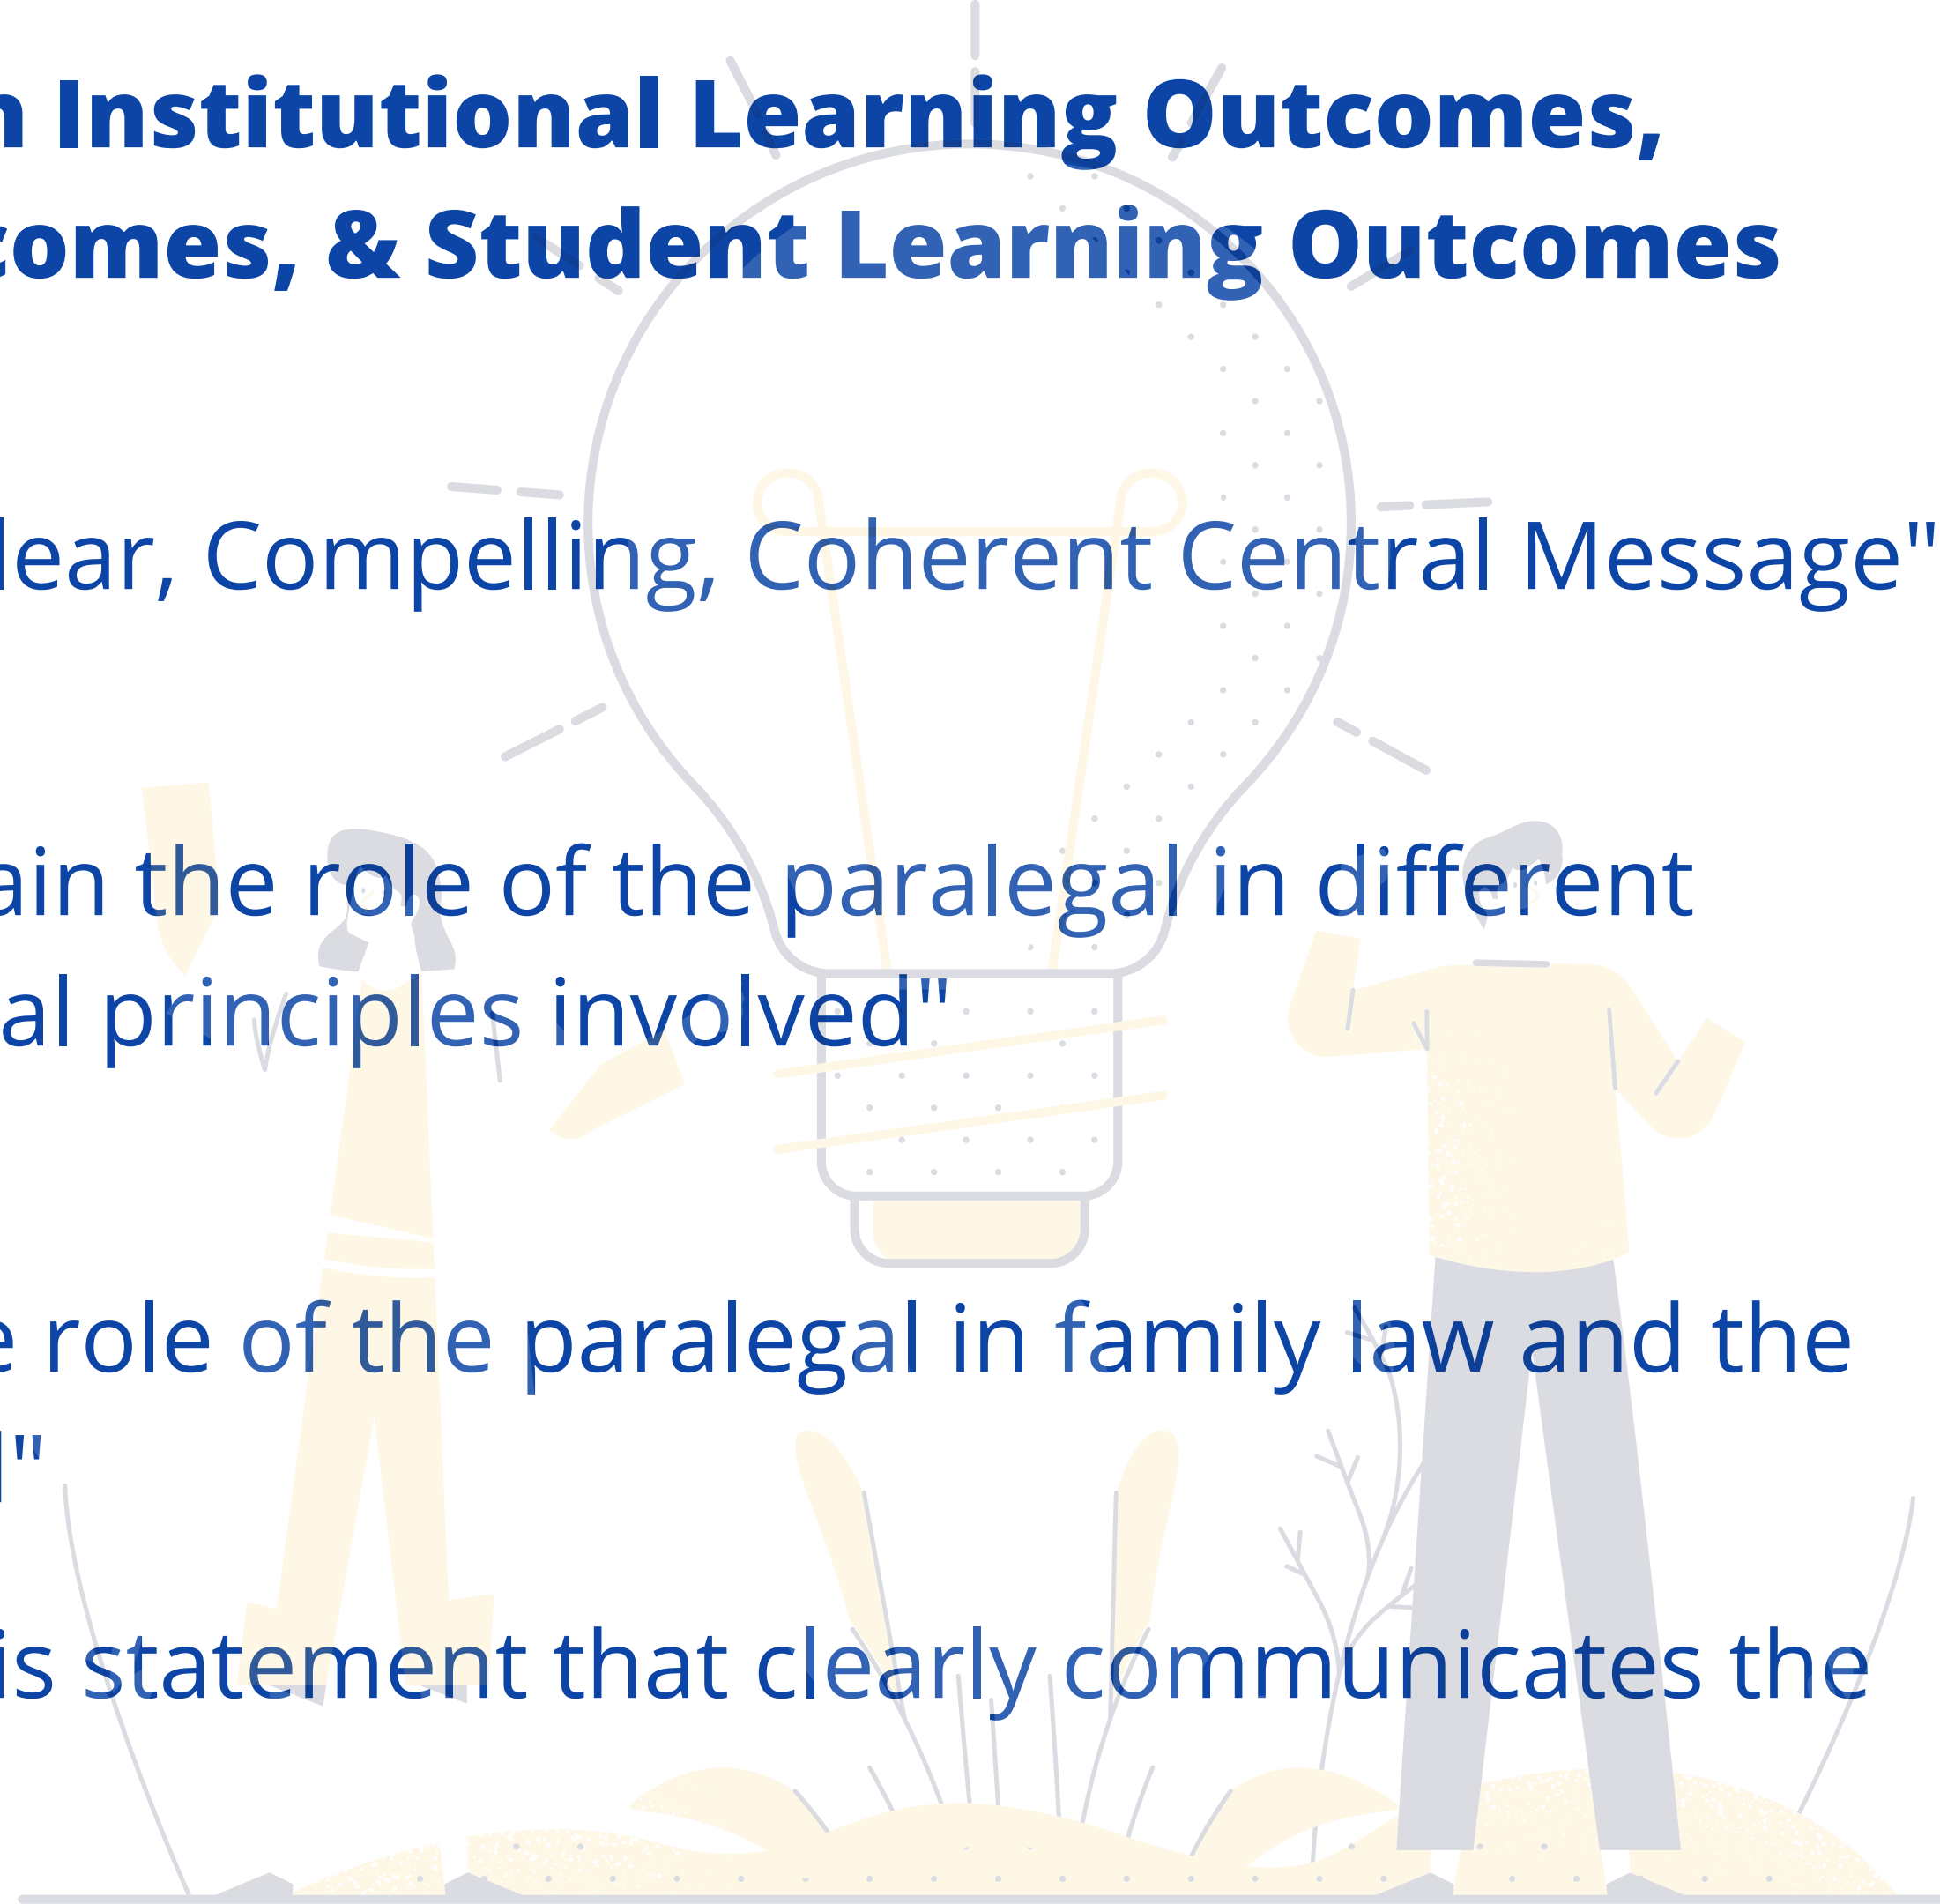 n Institutional Learning Outcomes,
comes, & Student Learning Outcomes
lear, Compelling, Coherent Central Message"
ain the role of the paralegal in different
al principles involved"
e role of the paralegal in family law and the
l"
is statement that clearly communicates the